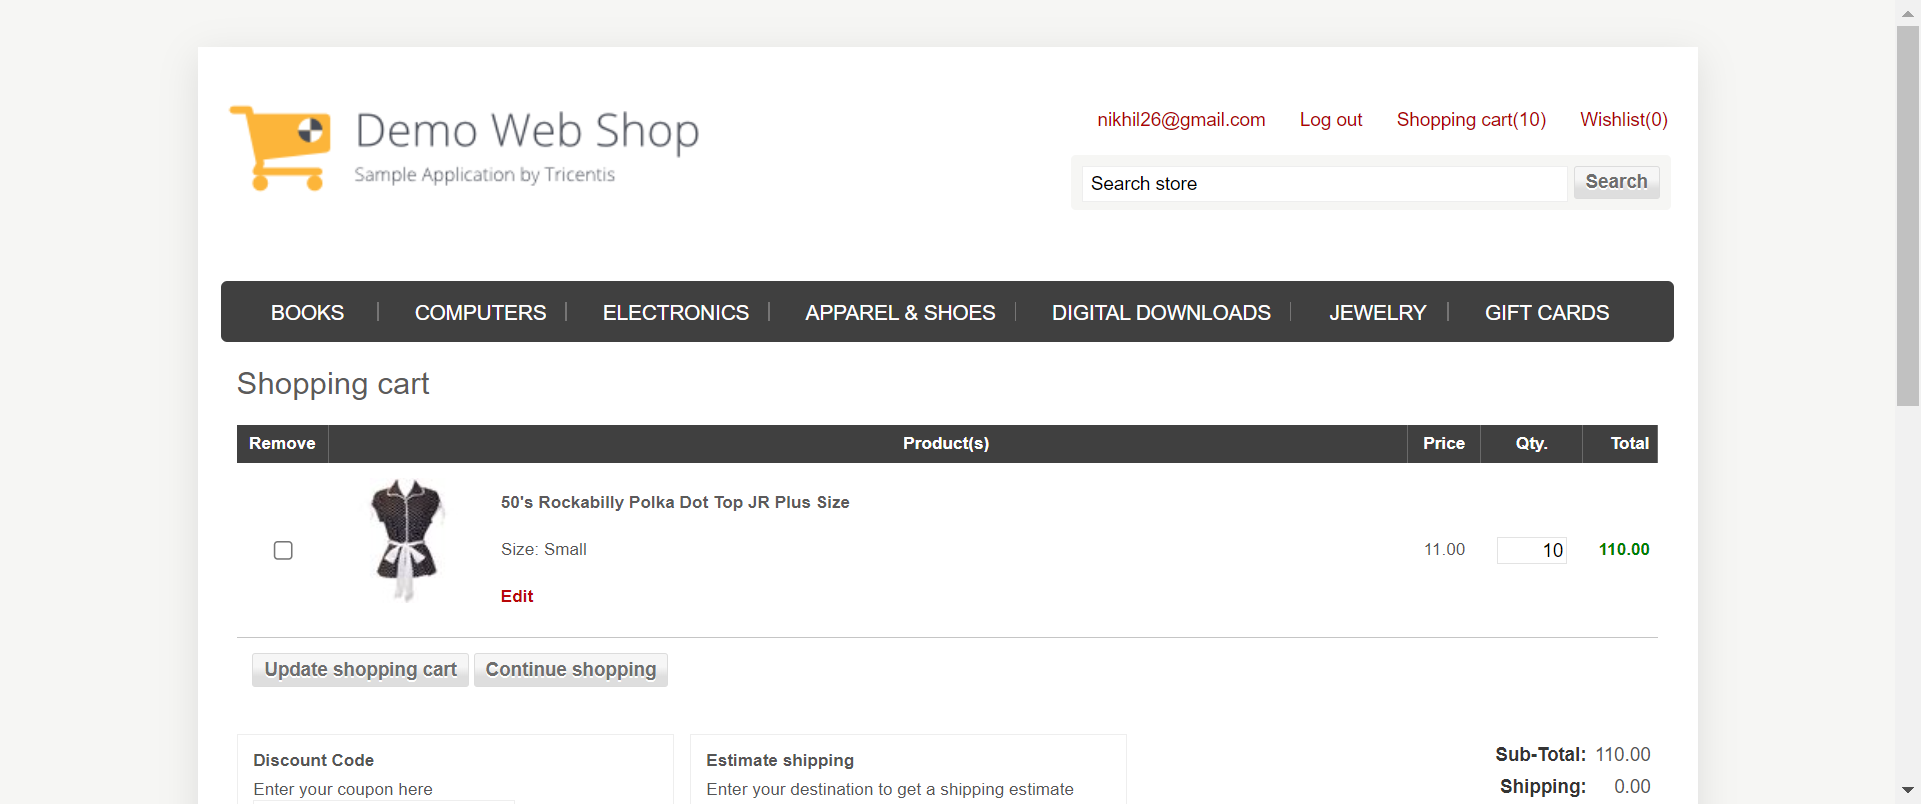 Demo Web Shop
Sample Application by Tricentis
nikhil26@gmail.com Log out Shopping cart(10) Wishlist(0)
Search store Search
BOOKS COMPUTERS ELECTRONICS APPAREL & SHOES DIGITAL DOWNLOADS JEWELRY GIFT CARDS
Shopping cart
Remove Product(s) Price Qty. Total
50's Rockabilly Polka Dot Top JR Plus Size
Size: Small 11.00 10 110.00
Edit
Update shopping cart Continue shopping
Discount Code
Enter your coupon here
Estimate shipping
Enter your destination to get a shipping estimate
Sub-Total: 110.00
Shipping: 0.00